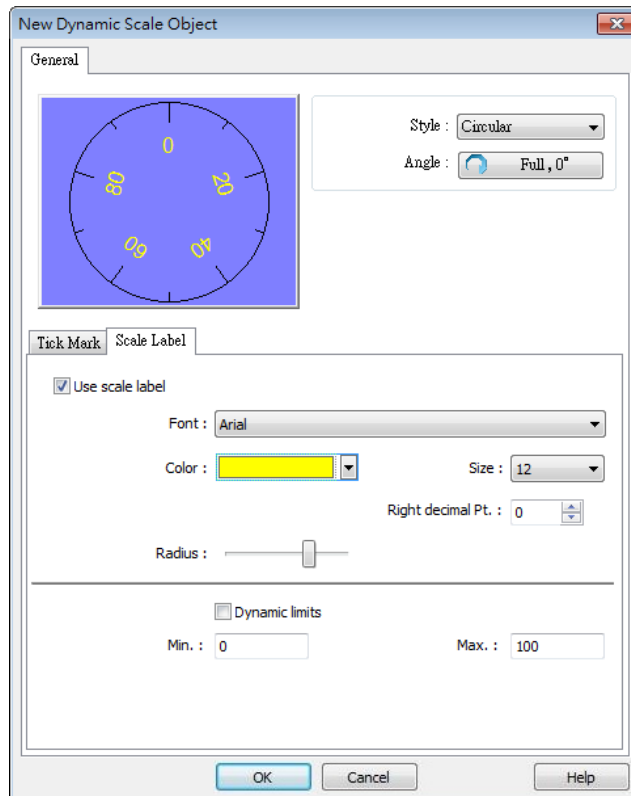 New Dynamic Scale Object
General
0
80
20
60
40
Style : Circular
Angle : Full , 0°
Tick Mark
Scale Label
Use scale label
Font : Arial
Color :
Size : 12
Right decimal Pt. : 0
Radius :
Dynamic limits
Min. : 0
Max. : 100
OK
Cancel
Help